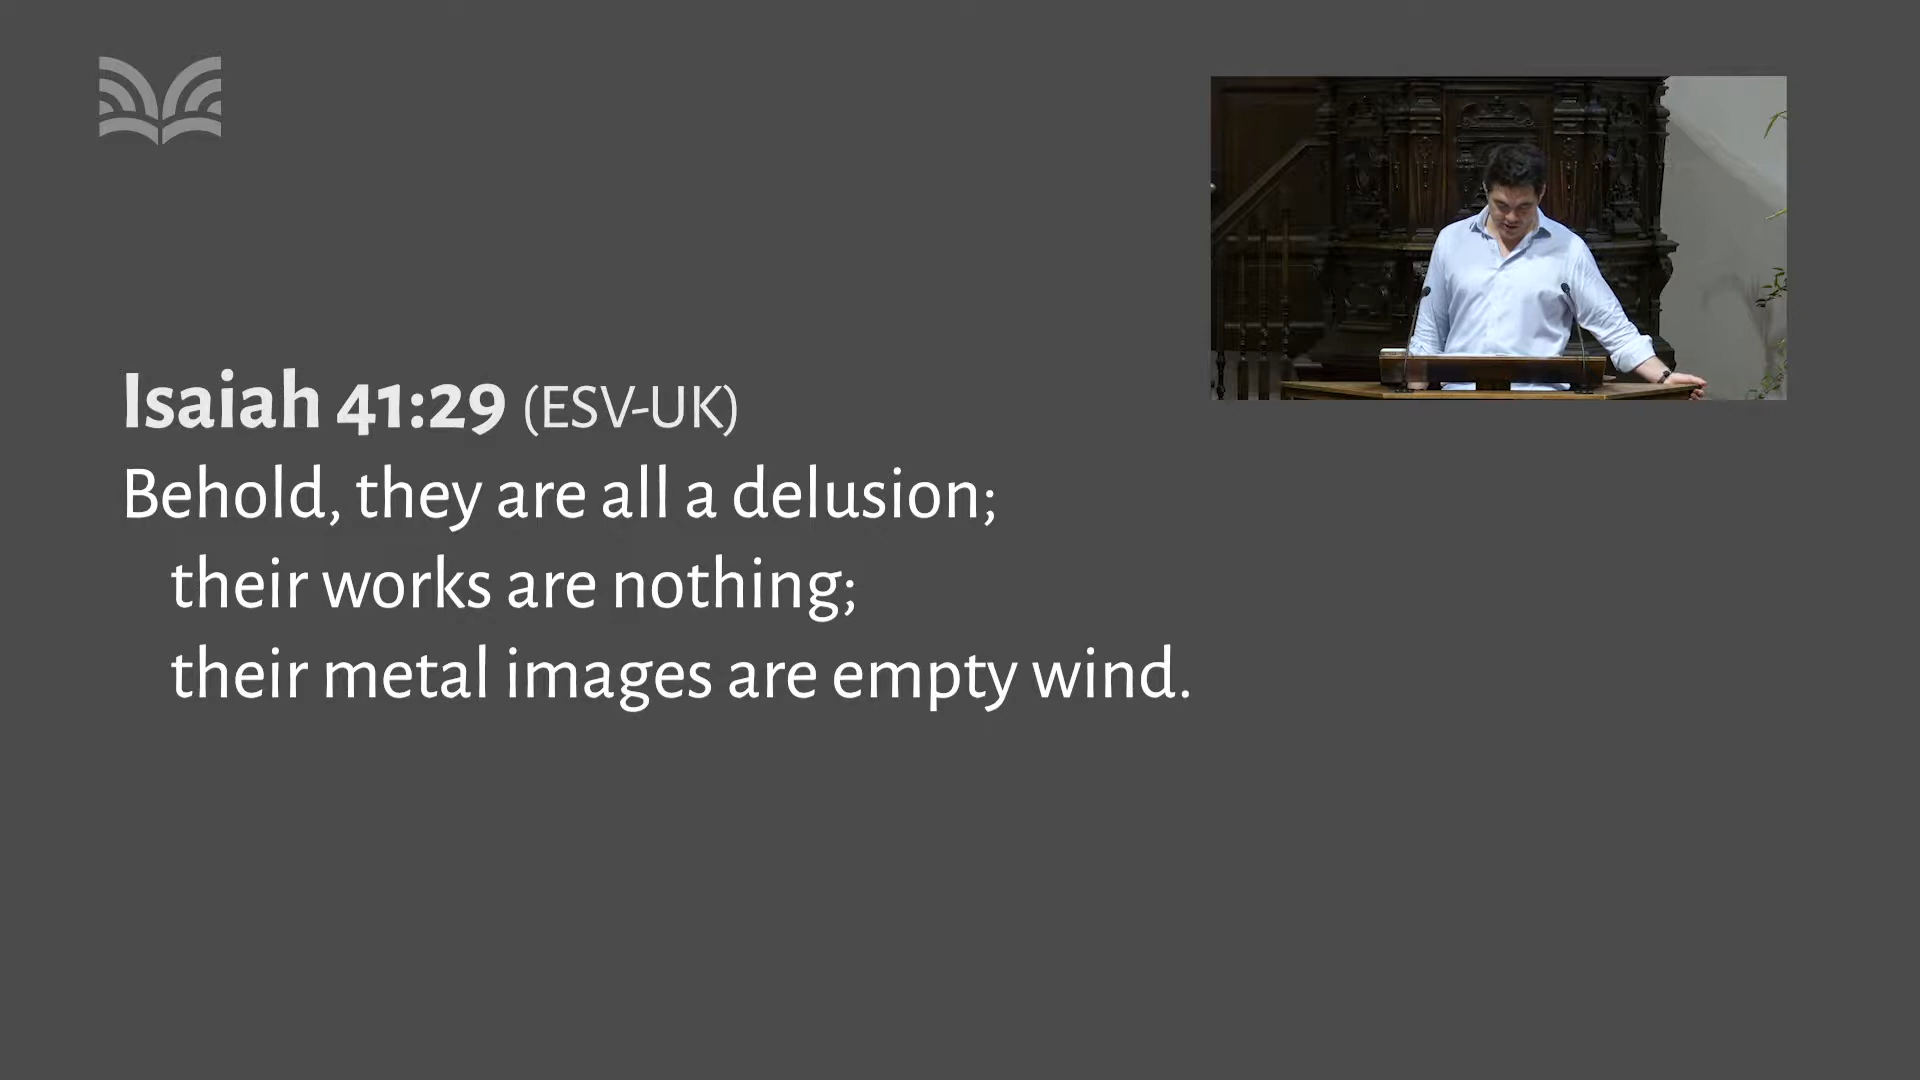 Isaiah 41:29 (ESV-UK)
Behold, they are all a delusion;
their works are nothing;
their metal images are empty wind.